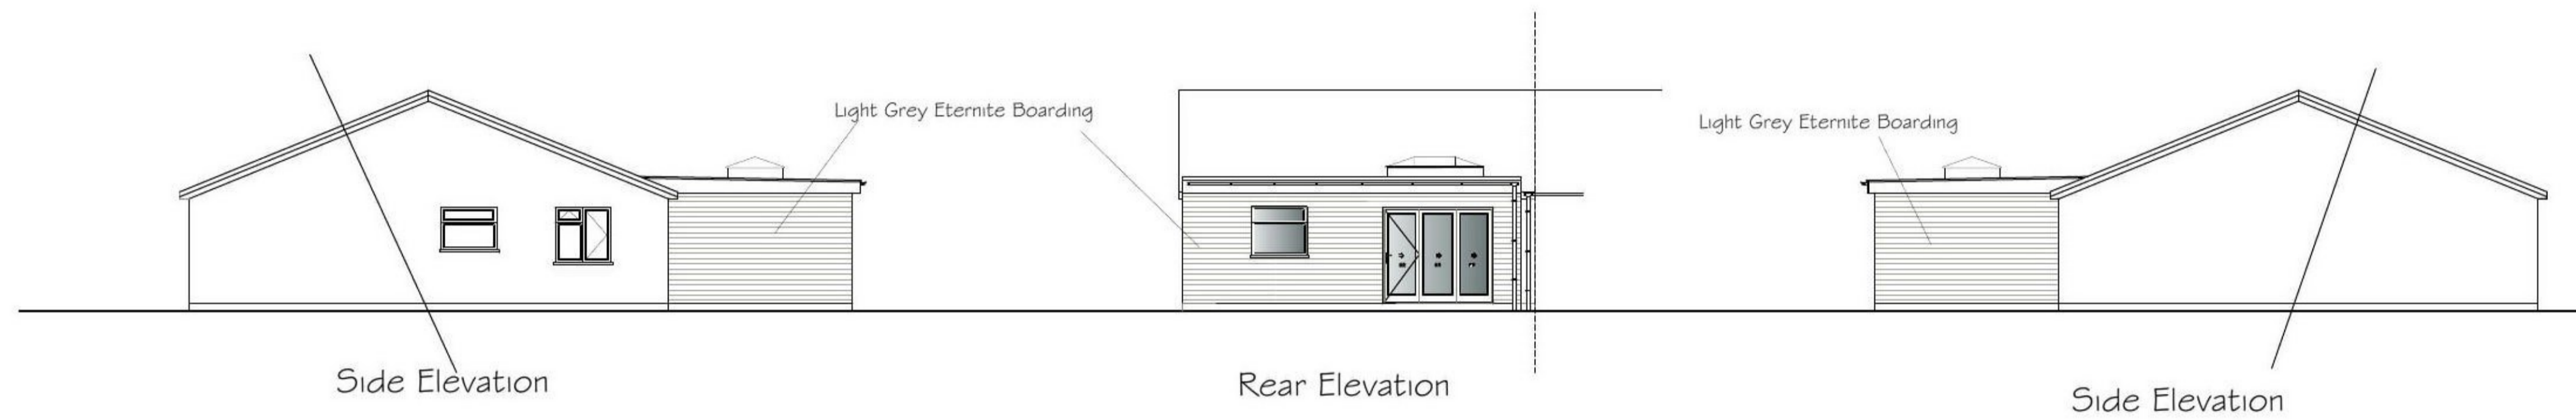 Light Grey Eternite Boarding
Light Grey Eternite Boarding
Side Elevation
Rear Elevation
Side Elevation